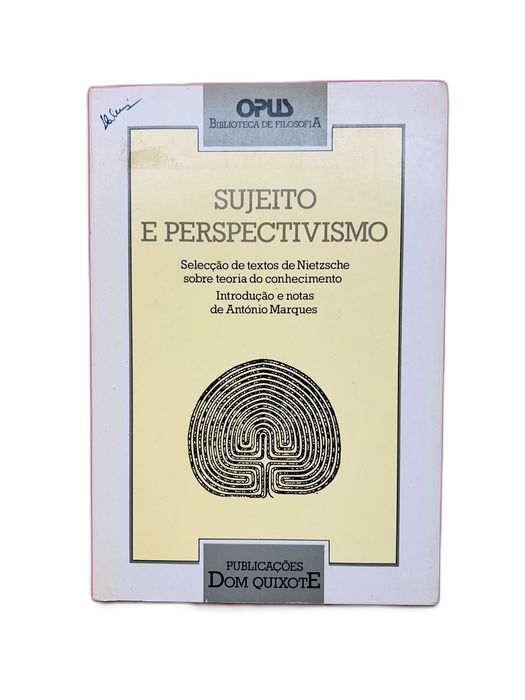 OPUS
BIBLIOTECA DE FILOSOFIA
SUJEITO
E PERSPECTIVISMO
Selecção de textos de Nietzsche
sobre teoria do conhecimento
Introdução e notas
de António Marques
PUBLICAÇÕES
DOM QUIXOTE